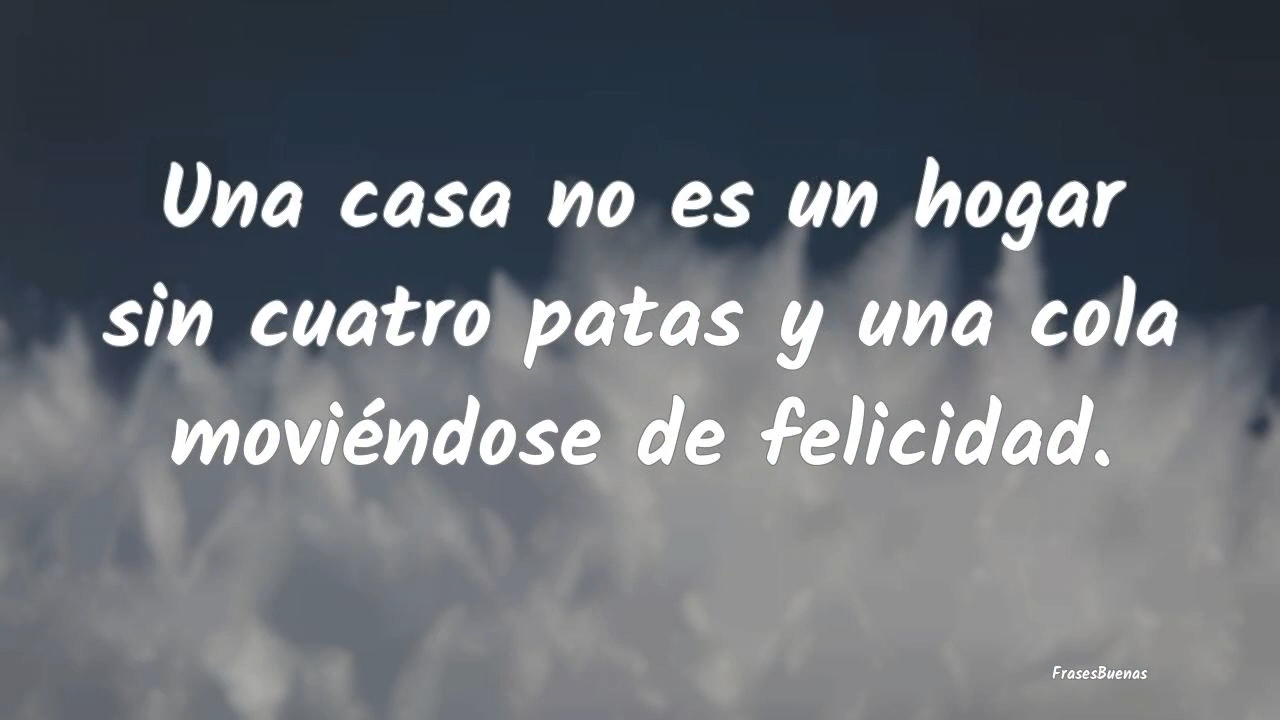 Una casa no es un hogar
sin cuatro patas y una cola
moviéndose de felicidad.
FrasesBuenas